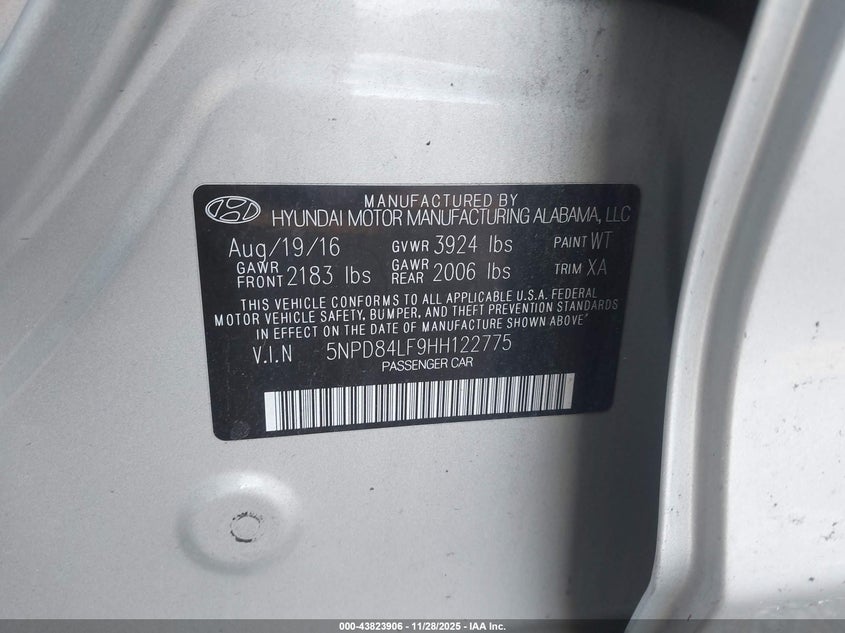 MANUFACTURED BY
HYUNDAI MOTOR MANUFACTURING ALABAMA, LLC
Aug/19/16 GVWR 3924 lbs PAINT WT
GAWR FRONT 2183 lbs GAWR REAR 2006 lbs TRIM XA
THIS VEHICLE CONFORMS TO ALL APPLICABLE U.S.A. FEDERAL
MOTOR VEHICLE SAFETY, BUMPER, AND THEFT PREVENTION STANDARDS
IN EFFECT ON THE DATE OF MANUFACTURE SHOWN ABOVE
V.I.N 5NPD84LF9HH122775
PASSENGER CAR
000-43823906 - 11/28/2025 - IAA Inc.